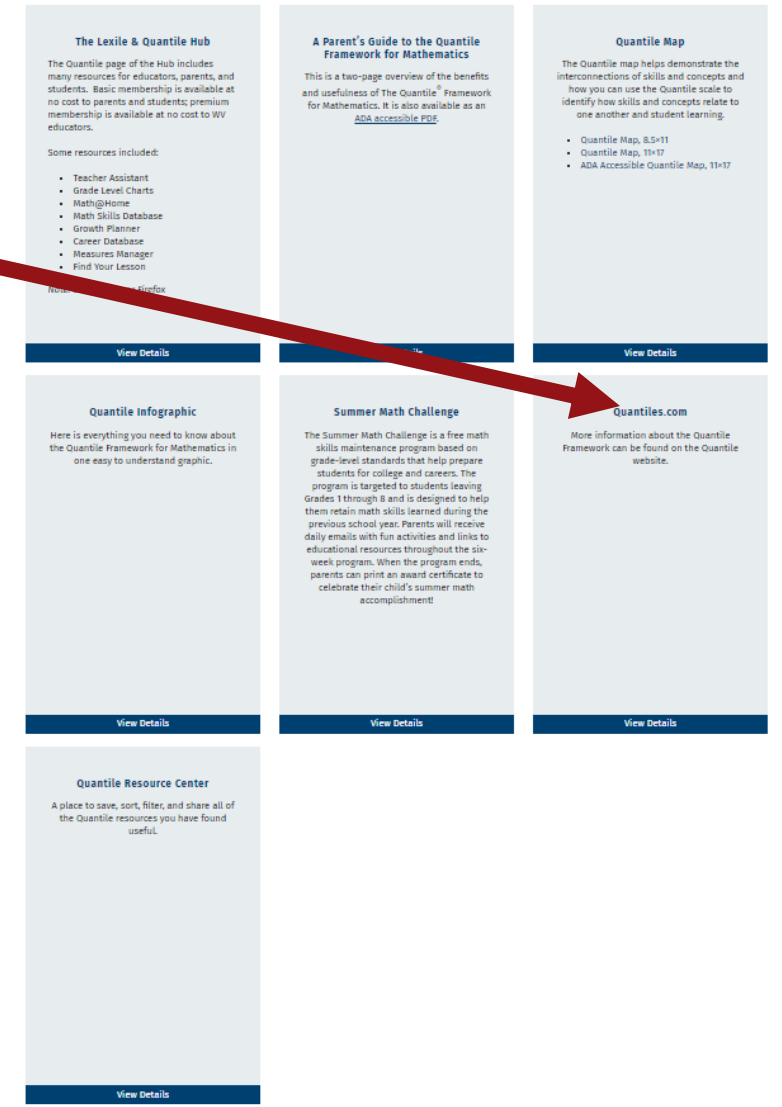 The Lexile & Quantile Hub
The Quantile page of the Hub includes
many resources for educators, parents, and
students. Basic membership is available at
no cost to parents and students; premium
membership is available at no cost to WV
educators.
Some resources included:
• Teacher Assistant
• Grade Level Charts
• Math@Home
• Math Skills Database
• Growth Planner
• Career Database
• Measures Manager
• Find Your Lesson
Firefox
View Details
A Parent's Guide to the Quantile
Framework for Mathematics
This is a two-page overview of the benefits
and usefulness of The Quantile® Framework
for Mathematics. It is also available as an
ADA accessible PDF.
Quantile Map
The Quantile map helps demonstrate the
interconnections of skills and concepts and
how you can use the Quantile scale to
identify how skills and concepts relate to
one another and student learning.
• Quantile Map, 8.5×11
• Quantile Map, 11×17
• ADA Accessible Quantile Map, 11×17
View Details
Quantile Infographic
Here is everything you need to know about
the Quantile Framework for Mathematics in
one easy to understand graphic.
View Details
Summer Math Challenge
The Summer Math Challenge is a free math
skills maintenance program based on
grade-level standards that help prepare
students for college and careers. The
program is targeted to students leaving
Grades 1 through 8 and is designed to help
them retain math skills learned during the
previous school year. Parents will receive
daily emails with fun activities and links to
educational resources throughout the six-
week program. When the program ends,
parents can print an award certificate to
celebrate their child's summer math
accomplishment!
View Details
Quantiles.com
More information about the Quantile
Framework can be found on the Quantile
website.
View Details
Quantile Resource Center
A place to save, sort, filter, and share all of
the Quantile resources you have found
useful.
View Details